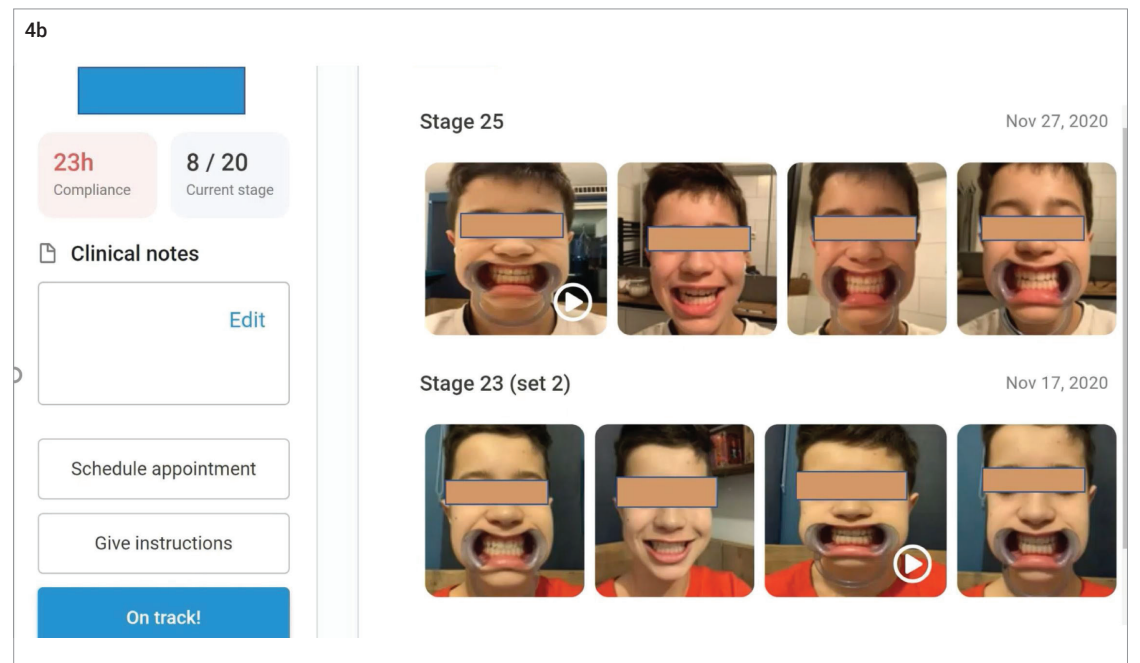 4b
23h
Compliance
8 / 20
Current stage
Clinical notes
Edit
Schedule appointment
Give instructions
On track!
Stage 25
Nov 27, 2020
Stage 23 (set 2)
Nov 17, 2020